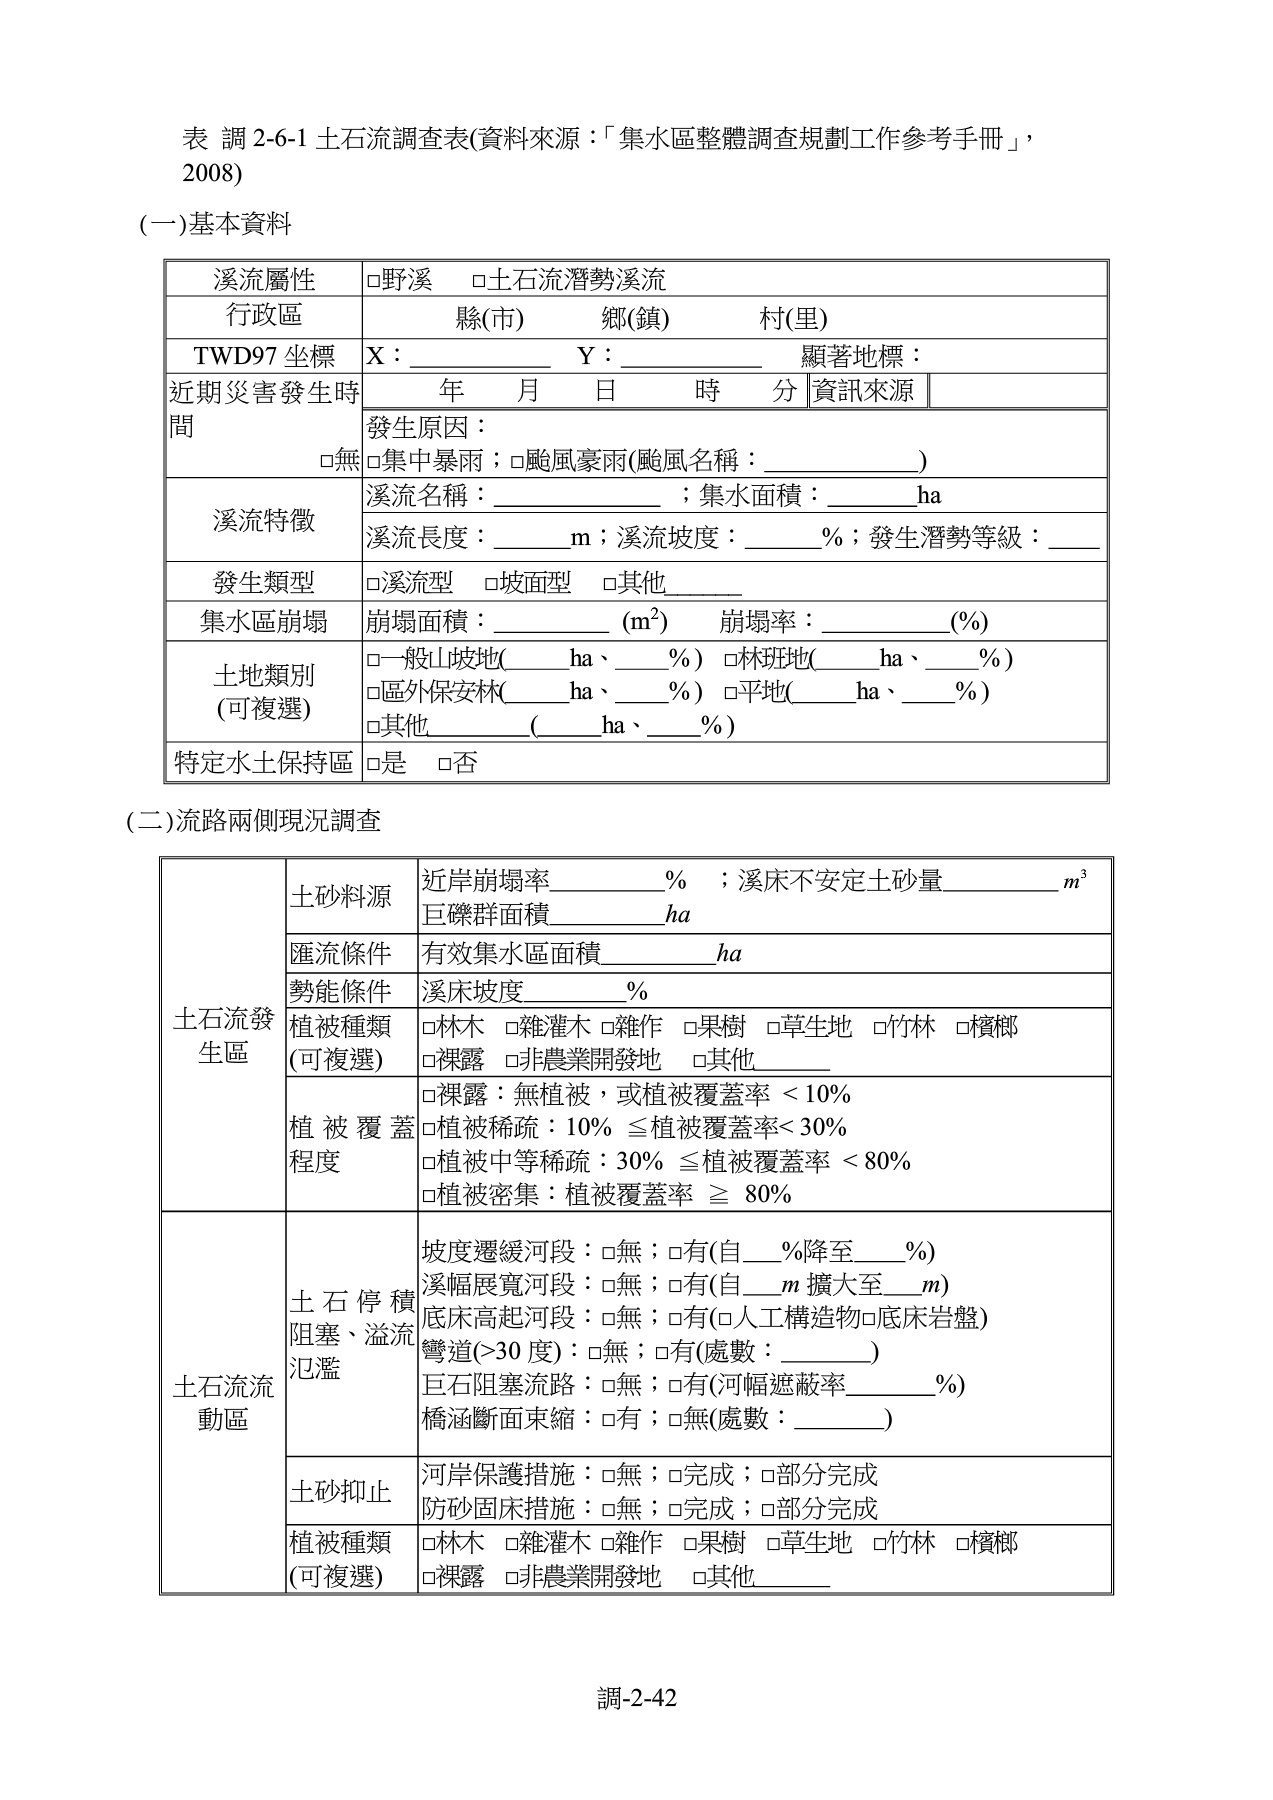 表 調 2-6-1 土石流調查表(資料來源：「集水區整體調查規劃工作參考手冊」，
2008)
(一)基本資料
溪流屬性 □野溪 □土石流潛勢溪流
行政區 縣(市) 鄉(鎮) 村(里)
TWD97 坐標 X：___________ Y：___________ 顯著地標：
近期災害發生時 年 月 日 時 分 資訊來源
間 發生原因：
□無 □集中暴雨；□颱風豪雨(颱風名稱：____________)
溪流特徵 溪流名稱：_____________ ；集水面積：_______ha
溪流長度：______m；溪流坡度：______%；發生潛勢等級：____
發生類型 □溪流型 □坡面型 □其他______
集水區崩塌 崩塌面積：_________ (m²) 崩塌率：__________(%)
土地類別 □一般山坡地(_____ha、____%) □林班地(_____ha、____%)
(可複選) □區外保安林(_____ha、____%) □平地(_____ha、____%)
□其他________(_____ha、____%)
特定水土保持區 □是 □否
(二)流路兩側現況調查
土石流發
生區
土砂料源 近岸崩塌率_________% ；溪床不安定土砂量_________ m³
巨礫群面積_________ha
匯流條件 有效集水區面積_________ha
勢能條件 溪床坡度________%
植被種類 □林木 □雜灌木 □雜作 □果樹 □草生地 □竹林 □檳榔
(可複選) □裸露 □非農業開發地 □其他______
植被覆蓋
程度
□裸露：無植被，或植被覆蓋率 < 10%
□植被稀疏：10% ≦植被覆蓋率< 30%
□植被中等稀疏：30% ≦植被覆蓋率 < 80%
□植被密集：植被覆蓋率 ≧ 80%
土石流流
動區
土石停積
阻塞、溢流
氾濫
坡度遷緩河段：□無；□有(自___%降至____%)
溪幅展寬河段：□無；□有(自___m 擴大至___m)
底床高起河段：□無；□有(□人工構造物□底床岩盤)
彎道(>30 度)：□無；□有(處數：_______)
巨石阻塞流路：□無；□有(河幅遮蔽率_______%)
橋涵斷面束縮：□有；□無(處數：_______)
土砂抑止 河岸保護措施：□無；□完成；□部分完成
防砂固床措施：□無；□完成；□部分完成
植被種類 □林木 □雜灌木 □雜作 □果樹 □草生地 □竹林 □檳榔
(可複選) □裸露 □非農業開發地 □其他______
調-2-42